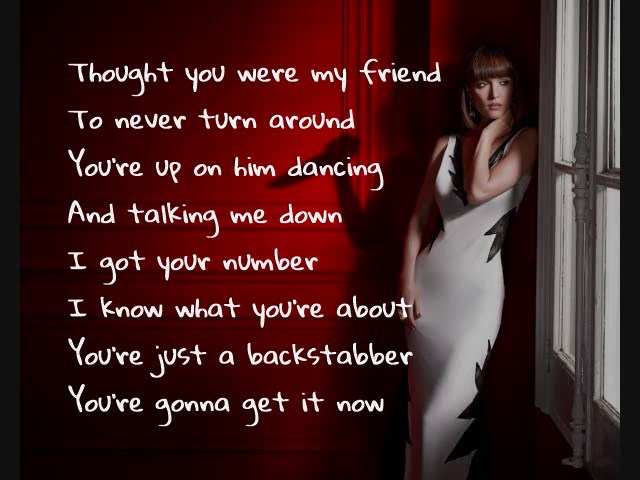 Thought you were my friend
To never turn around
You're up on him dancing
And talking me down
I got your number
I know what you're about
You're just a backstabber
You're gonna get it now